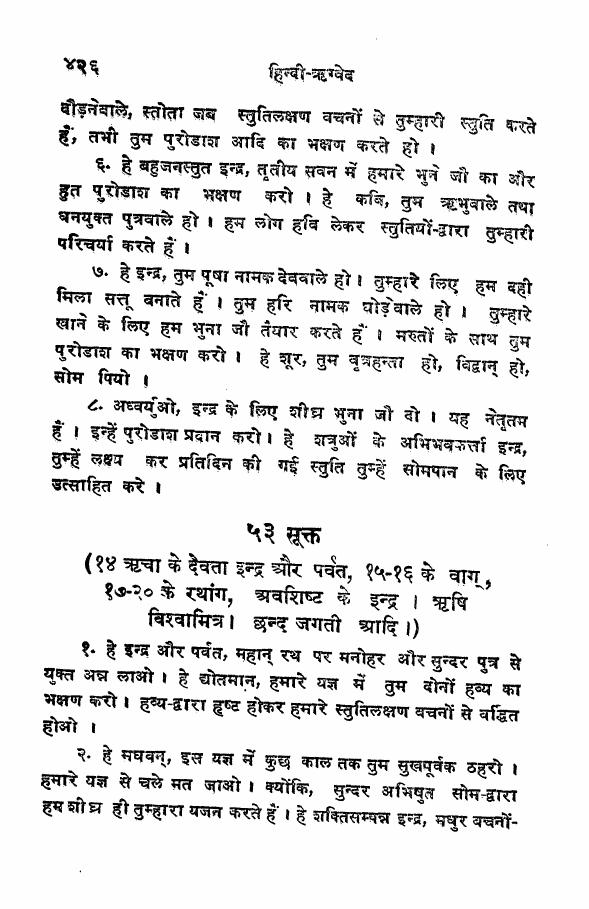 ४२६
हिन्दी-ऋग्वेद
दौड़नेवाले, स्तोता जब स्तुतिलक्षण वचनों से तुम्हारी स्तुति करते
हैं, तभी तुम पुरोडाश आदि का भक्षण करते हो ।
६. हे बहुजनस्तुत इन्द्र, तृतीय सवन में हमारे भुने जौ का और
हुत पुरोडाश का भक्षण करो । हे कवि, तुम ऋभुवाले तथा
धनयुक्त पुत्रवाले हो । हम लोग हवि लेकर स्तुतियों-द्वारा तुम्हारी
परिचर्या करते हैं ।
७. हे इन्द्र, तुम पूषा नामक देववाले हो । तुम्हारे लिए हम दही
मिला सत्तू बनाते हैं । तुम हरि नामक घोड़ेवाले हो । तुम्हारे
खाने के लिए हम भुना जौ तैयार करते हैं । मरुतों के साथ तुम
पुरोडाश का भक्षण करो । हे शूर, तुम वृत्रहन्ता हो, विद्वान् हो,
सोम पियो ।
८. अध्वर्युओ, इन्द्र के लिए शीघ्र भुना जौ दो । यह नेतृतम
हैं । इन्हें पुरोडाश प्रदान करो । हे शत्रुओं के अभिभवकर्त्ता इन्द्र,
तुम्हें लक्ष्य कर प्रतिदिन की गई स्तुति तुम्हें सोमपान के लिए
उत्साहित करे ।
५३ सूक्त
(१४ ऋचा के देवता इन्द्र और पर्वत, १५-१६ के वाग्,
१७-२० के रथांग, अवशिष्ट के इन्द्र । ऋषि
विश्वामित्र। छन्द जगती आदि।)
१. हे इन्द्र और पर्वत, महान् रथ पर मनोहर और सुन्दर पुत्र से
युक्त अन्न लाओ । हे द्योतमान, हमारे यज्ञ में तुम दोनों हव्य का
भक्षण करो । हव्य-द्वारा हृष्ट होकर हमारे स्तुतिलक्षण वचनों से वर्द्धित
होओ ।
२. हे मघवन्, इस यज्ञ में कुछ काल तक तुम सुखपूर्वक ठहरो ।
हमारे यज्ञ से चले मत जाओ । क्योंकि, सुन्दर अभिषुत सोम-द्वारा
हम शीघ्र ही तुम्हारा यजन करते हैं । हे शक्तिसम्पन्न इन्द्र, मधुर वचनों-